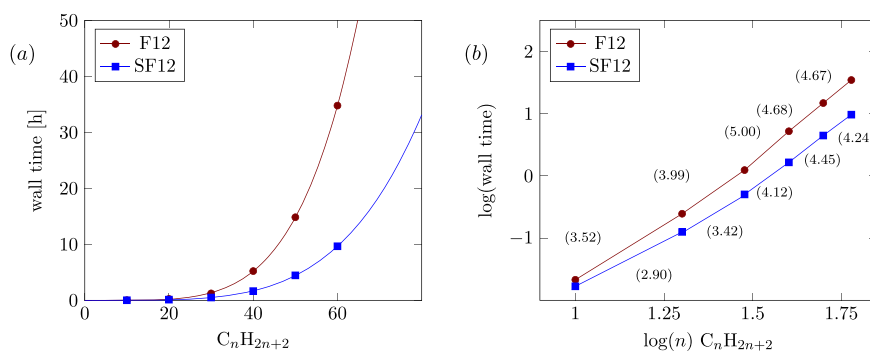 (a)
F12
SF12
wall time [h]
50
40
30
20
10
0
0
20
40
60
CₙH₂ₙ₊₂
(b)
F12
SF12
log(wall time)
2
1
0
−1
(4.67)
(4.68)
(5.00)
(3.99)
(3.52)
(4.24
(4.45)
(4.12)
(3.42)
(2.90)
1
1.25
1.5
1.75
log(n) CₙH₂ₙ₊₂